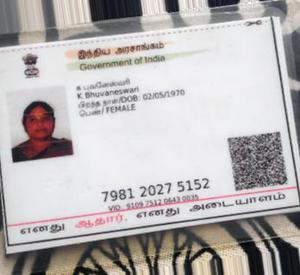 இந்திய அரசாங்கம்
Government of India
க புவனேஸ்வரி
K Bhuvaneswari
பிறந்த நாள்/DOB: 02/05/1970
பெண்/ FEMALE
7981 2027 5152
VID : 9109 7512 0643 0035
எனது ஆதார், எனது அடையாளம்